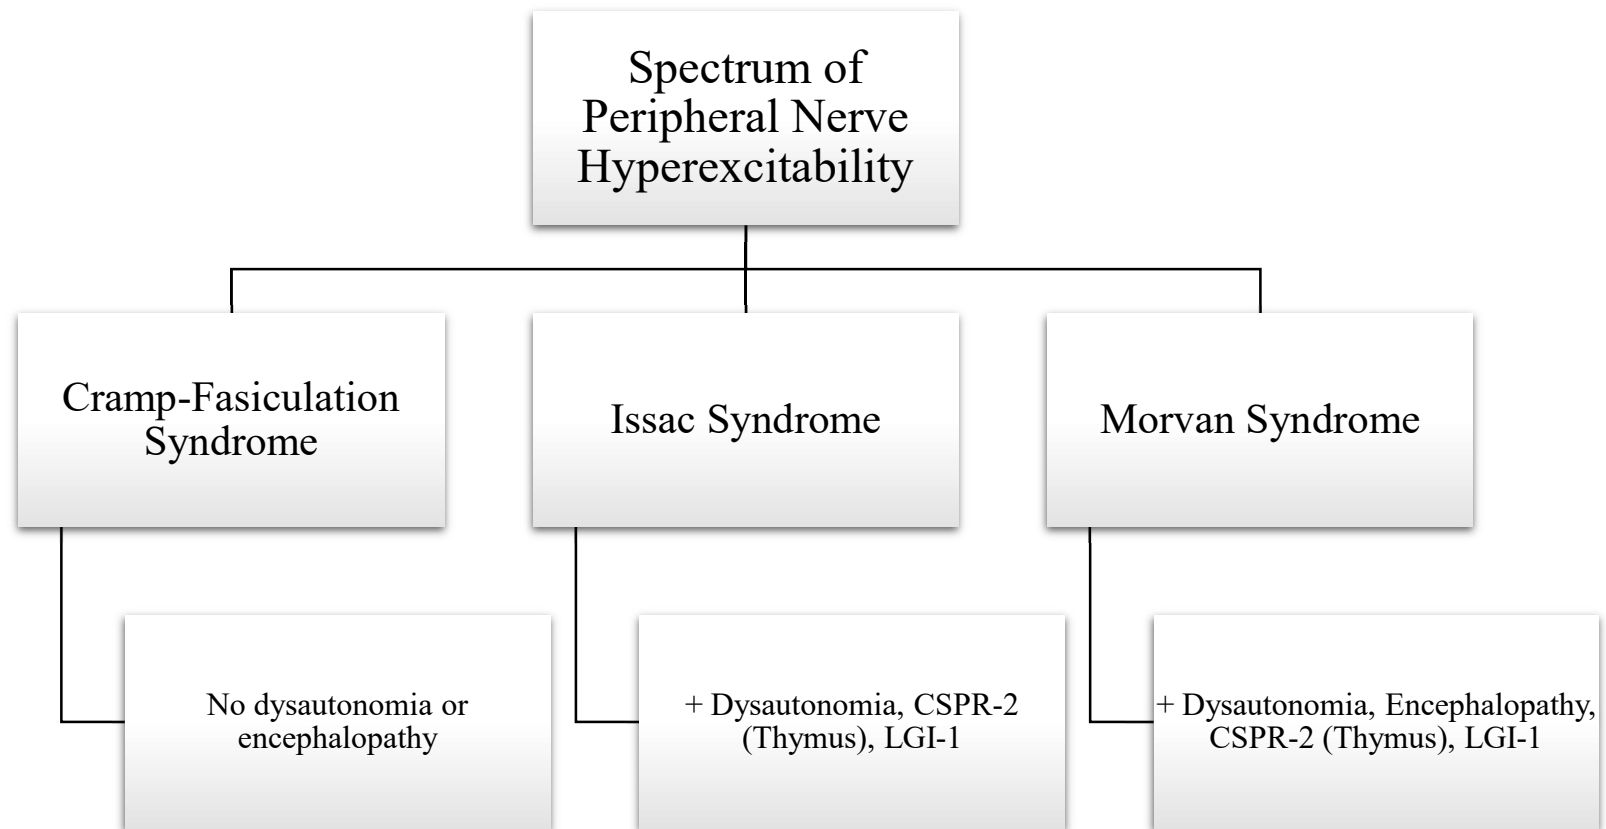 Spectrum of
Peripheral Nerve
Hyperexcitability
Cramp-Fasiculation
Syndrome
Issac Syndrome
Morvan Syndrome
No dysautonomia or
encephalopathy
+ Dysautonomia, CSPR-2
(Thymus), LGI-1
+ Dysautonomia, Encephalopathy,
CSPR-2 (Thymus), LGI-1